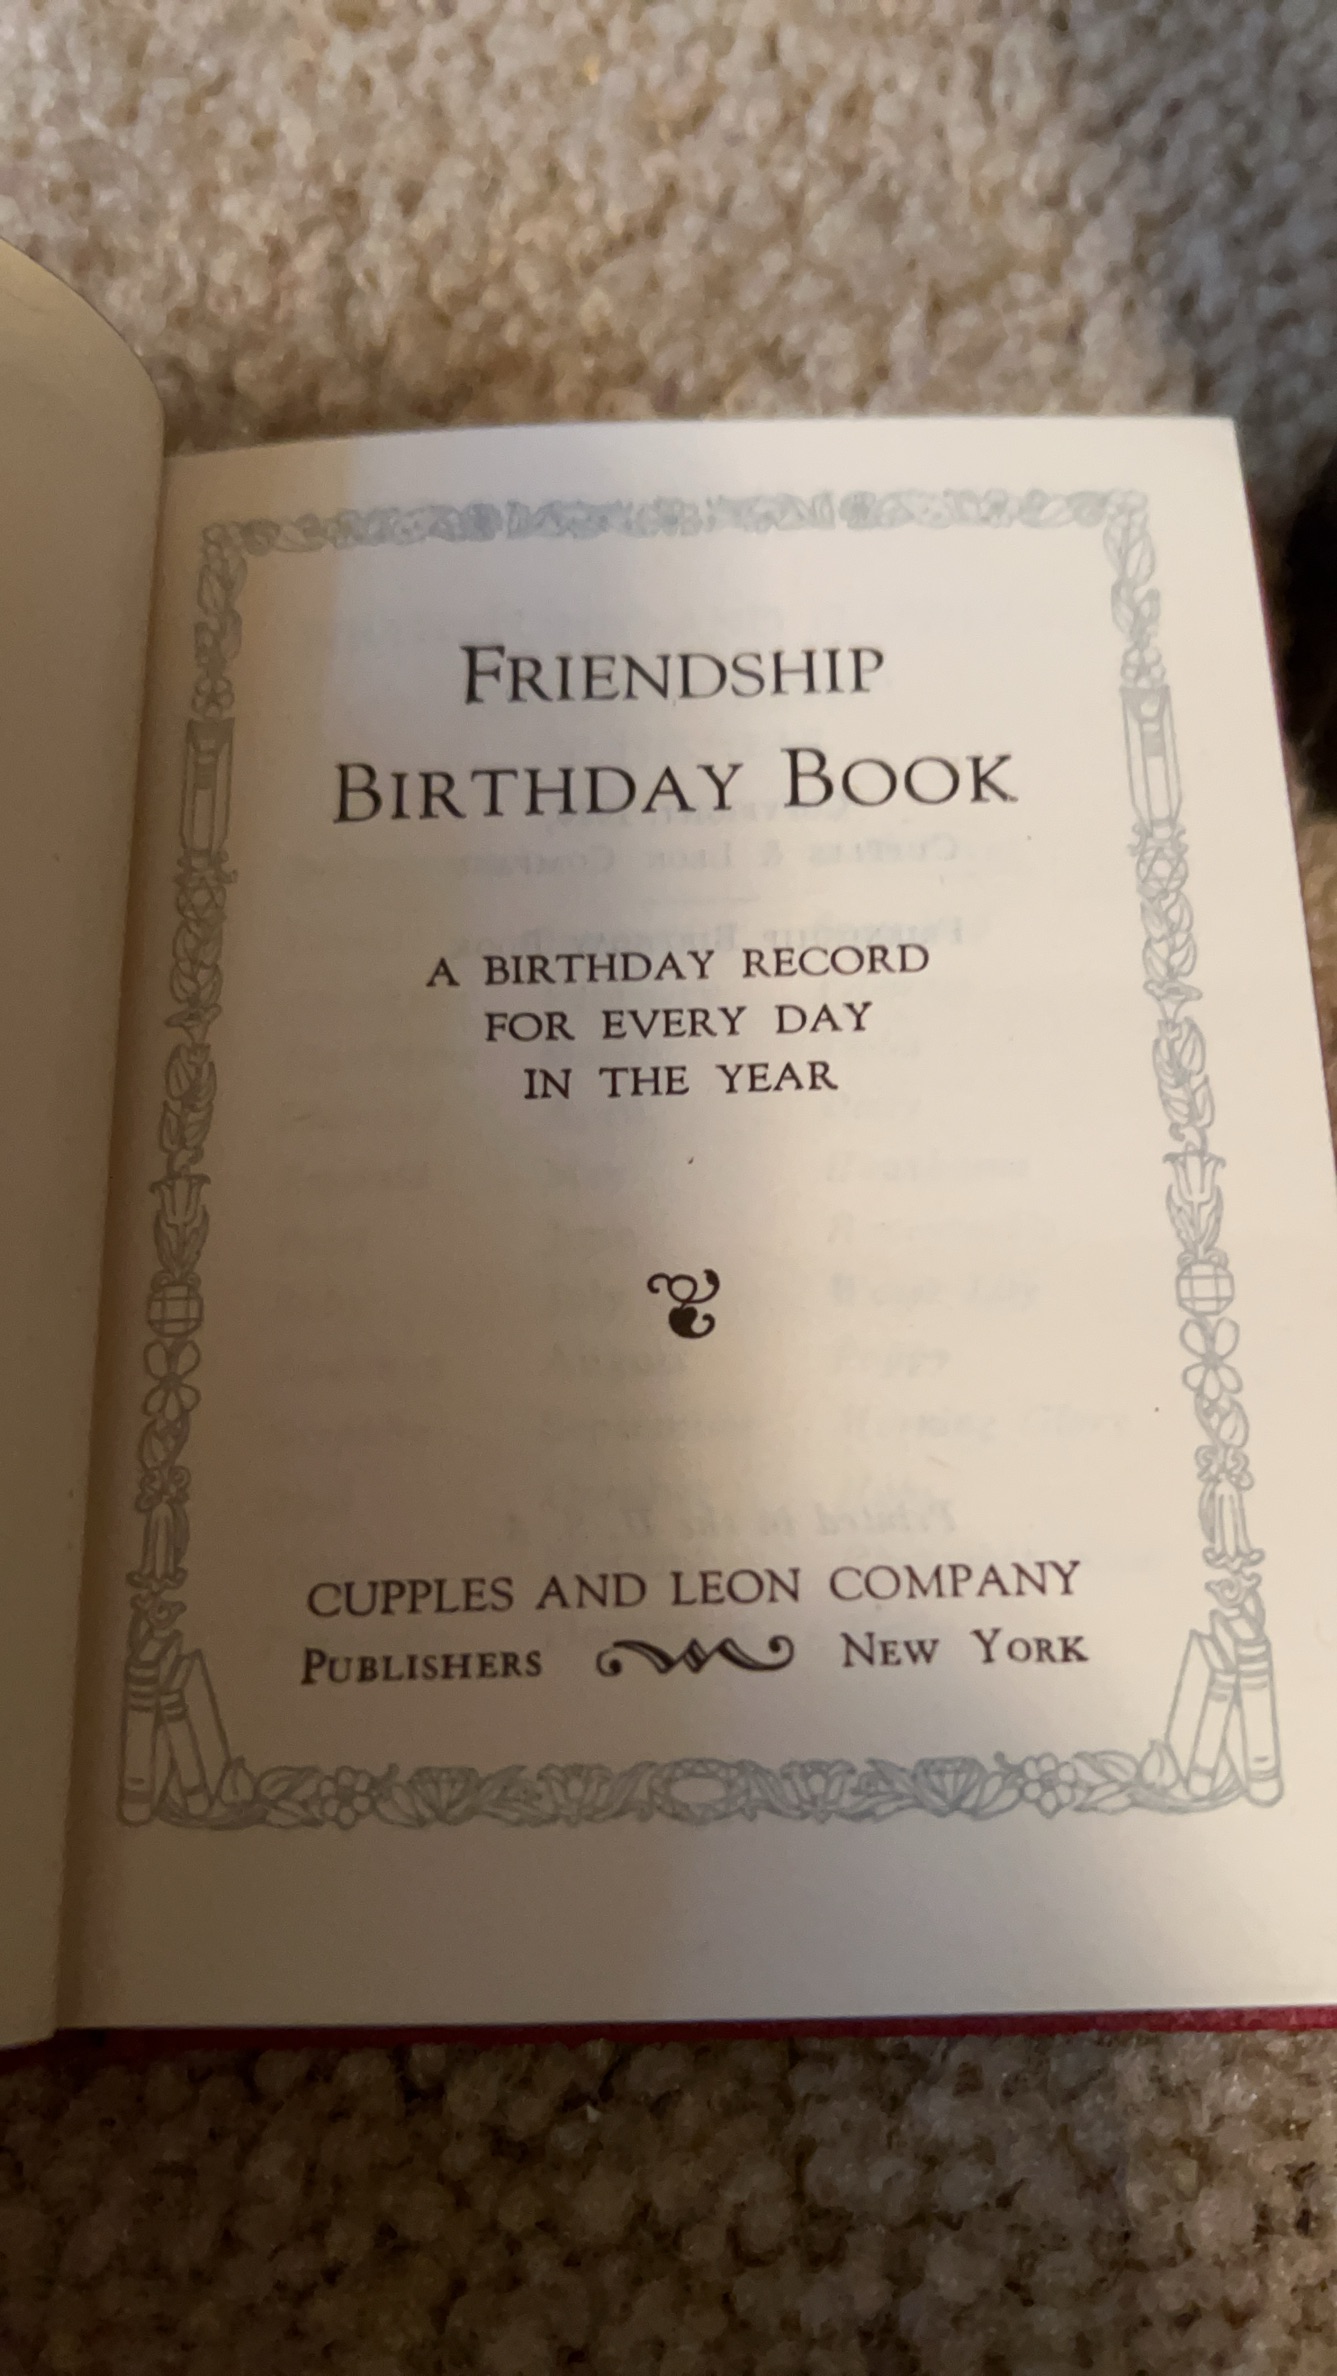 FRIENDSHIP
BIRTHDAY BOOK
A BIRTHDAY RECORD
FOR EVERY DAY
IN THE YEAR
CUPPLES AND LEON COMPANY
PUBLISHERS NEW YORK